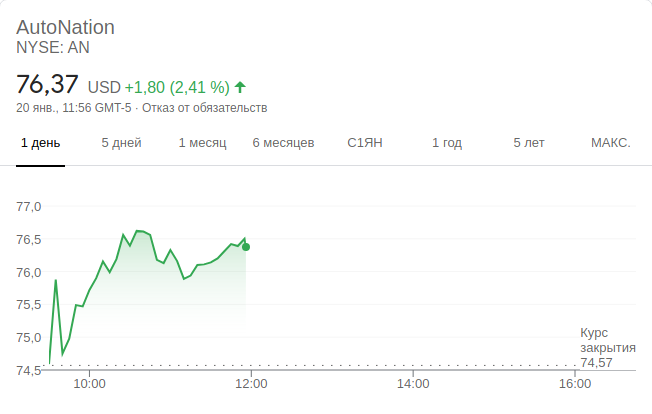 AutoNation
NYSE: AN
76,37 USD +1,80 (2,41 %)
20 янв., 11:56 GMT-5 · Отказ от обязательств
1 день 5 дней 1 месяц 6 месяцев С1ЯН 1 год 5 лет МАКС.
77,0
76,5
76,0
75,5
75,0
Курс
закрытия
74,57
74,5
10:00 12:00 14:00 16:00